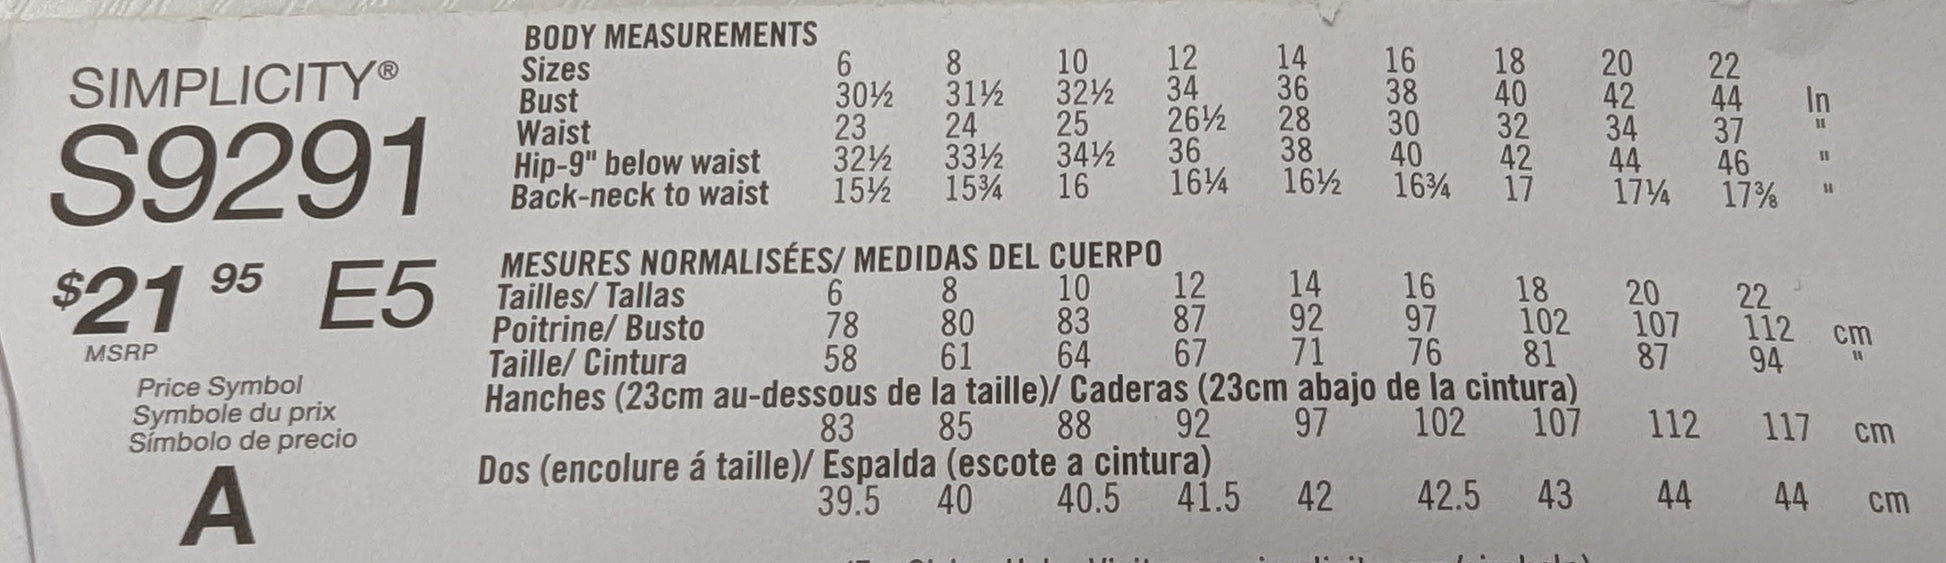 SIMPLICITY®
S9291
$21 95 E5
MSRP
Price Symbol
Symbole du prix
Símbolo de precio
A
BODY MEASUREMENTS
Sizes 6 8 10 12 14 16 18 20 22
Bust 30½ 31½ 32½ 34 36 38 40 42 44 In
Waist 23 24 25 26½ 28 30 32 34 37 "
Hip-9" below waist 32½ 33½ 34½ 36 38 40 42 44 46 "
Back-neck to waist 15½ 15¾ 16 16¼ 16½ 16¾ 17 17¼ 17⅜ "
MESURES NORMALISÉES/ MEDIDAS DEL CUERPO
Tailles/ Tallas 6 8 10 12 14 16 18 20 22
Poitrine/ Busto 78 80 83 87 92 97 102 107 112 cm
Taille/ Cintura 58 61 64 67 71 76 81 87 94 "
Hanches (23cm au-dessous de la taille)/ Caderas (23cm abajo de la cintura)
83 85 88 92 97 102 107 112 117 cm
Dos (encolure á taille)/ Espalda (escote a cintura)
39.5 40 40.5 41.5 42 42.5 43 44 44 cm